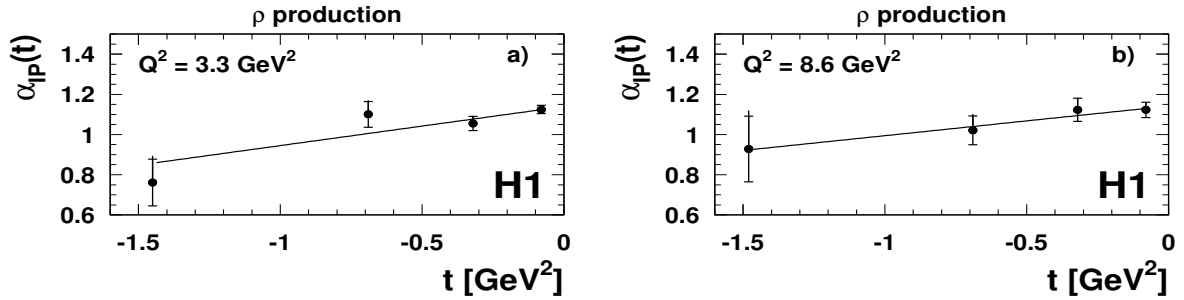 ρ production
α_IP(t)
1.4
1.2
1
0.8
0.6
Q² = 3.3 GeV²
a)
H1
-1.5
-1
-0.5
0
t [GeV²]
ρ production
α_IP(t)
1.4
1.2
1
0.8
0.6
Q² = 8.6 GeV²
b)
H1
-1.5
-1
-0.5
0
t [GeV²]